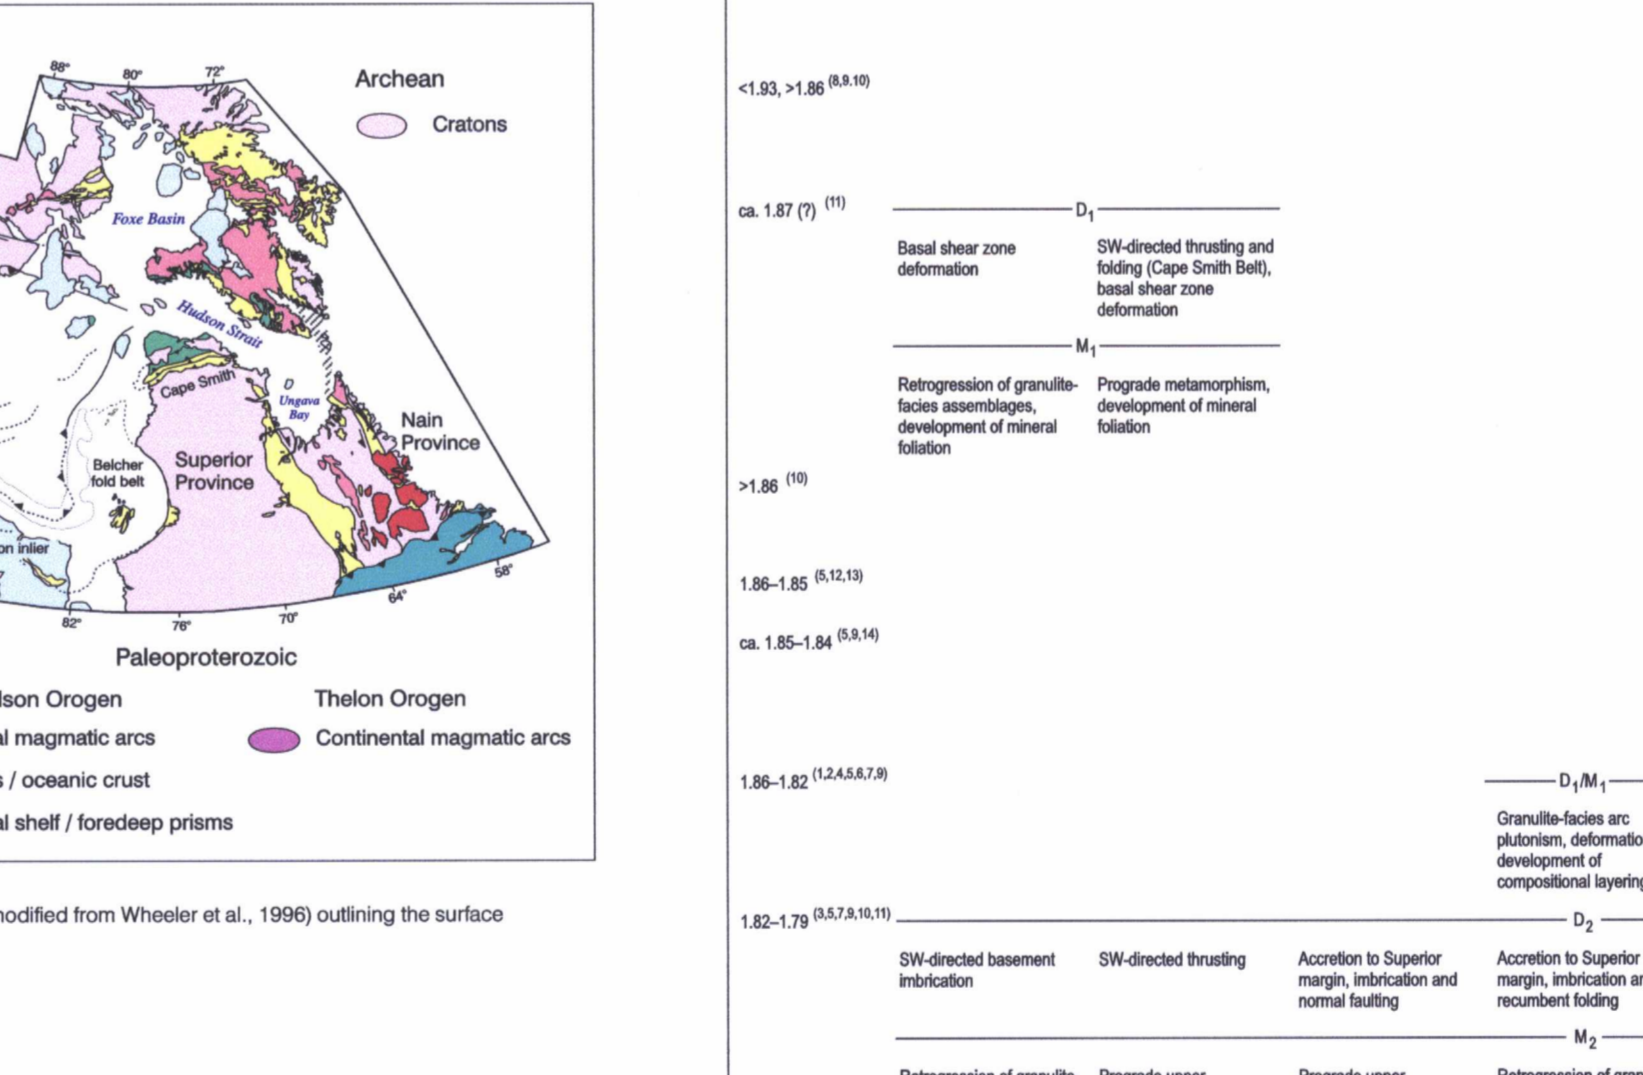 88°
80°
72°
Archean
Cratons
Foxe Basin
Hudson Strait
Cape Smith
Ungava
Bay
Nain
Province
Superior
Province
Belcher
fold belt
on inlier
58°
64°
70°
76°
82°
Paleoproterozoic
lson Orogen
Thelon Orogen
al magmatic arcs
Continental magmatic arcs
s / oceanic crust
al shelf / foredeep prisms
nodified from Wheeler et al., 1996) outlining the surface
<1.93, >1.86 (8,9.10)
ca. 1.87 (?) (11)
D1
Basal shear zone
deformation
SW-directed thrusting and
folding (Cape Smith Belt),
basal shear zone
deformation
M1
Retrogression of granulite-
facies assemblages,
development of mineral
foliation
Prograde metamorphism,
development of mineral
foliation
>1.86 (10)
1.86–1.85 (5,12,13)
ca. 1.85–1.84 (5,9,14)
1.86–1.82 (1,2,4,5,6,7,9)
D1/M1
Granulite-facies arc
plutonism, deformatio
development of
compositional layering
1.82–1.79 (3,5,7,9,10,11)
D2
SW-directed basement
imbrication
SW-directed thrusting
Accretion to Superior
margin, imbrication and
normal faulting
Accretion to Superior
margin, imbrication an
recumbent folding
M2